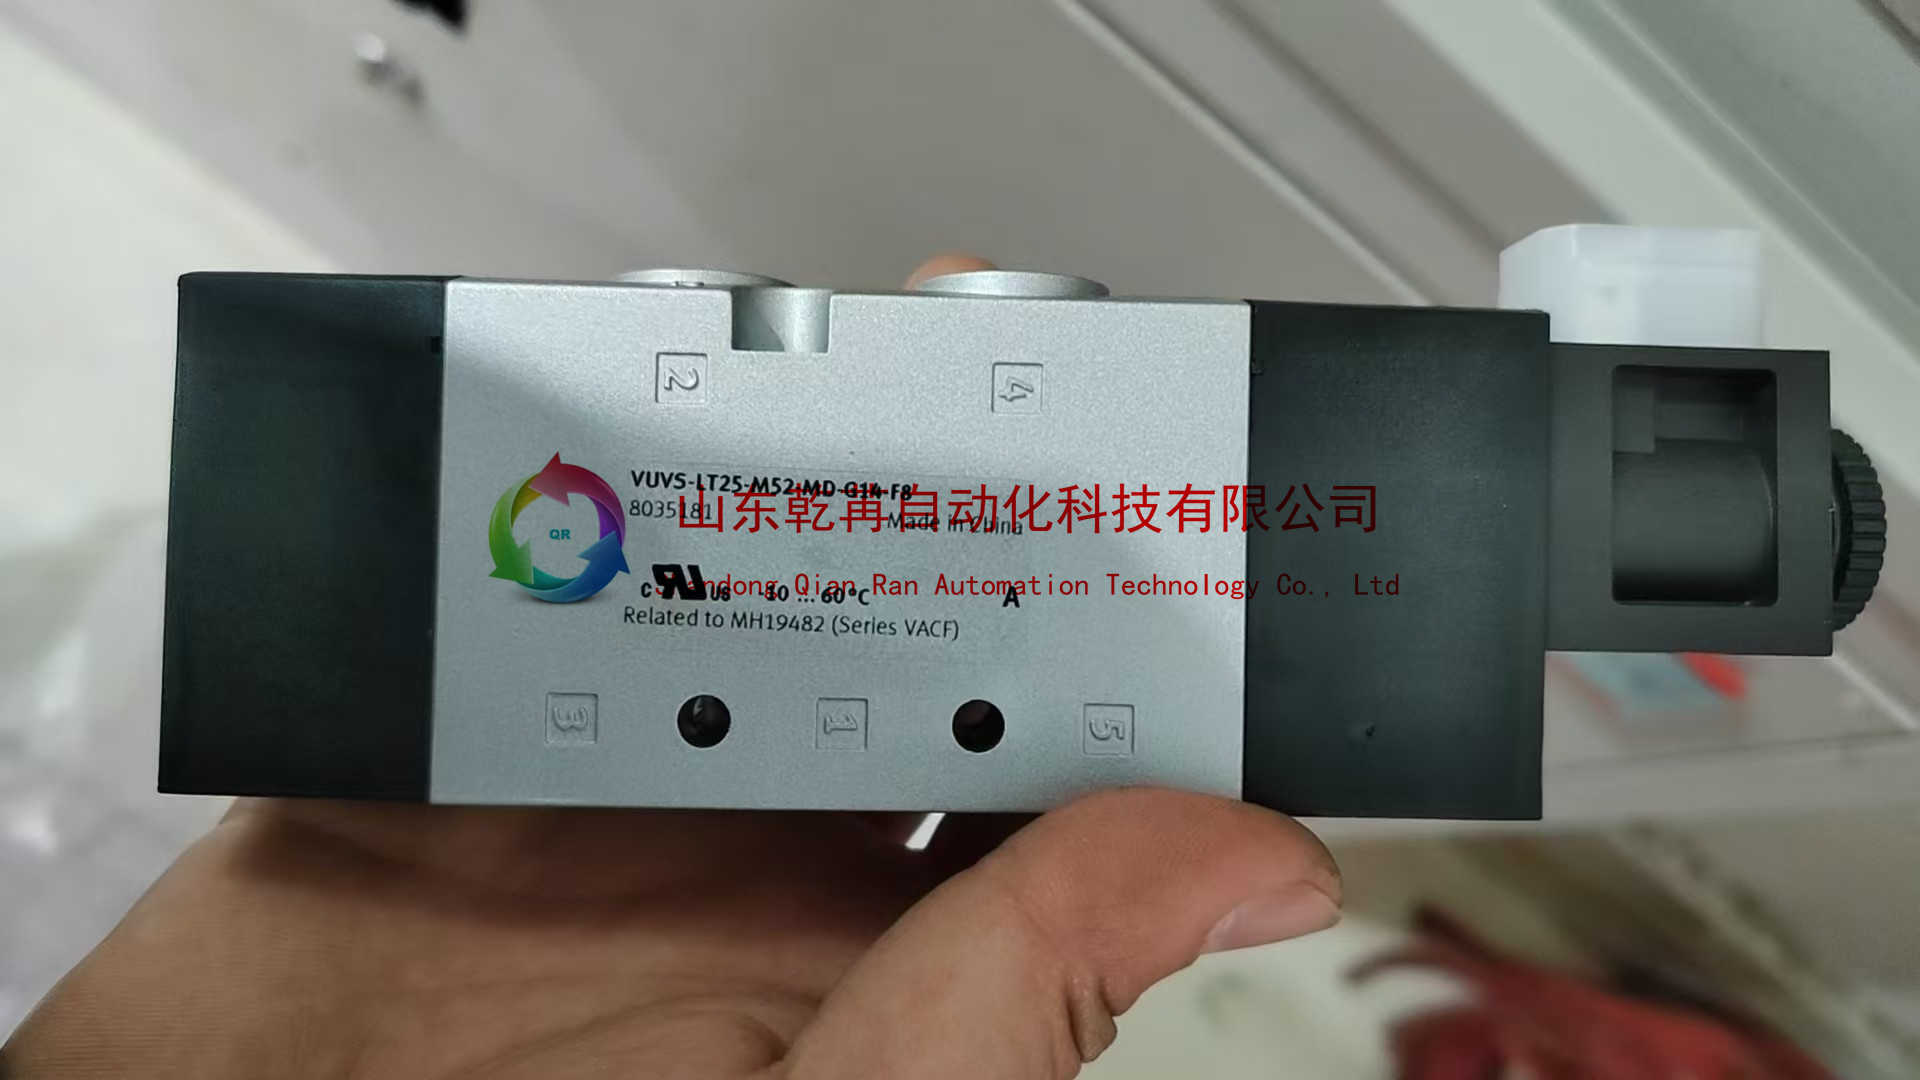 2
4
VUVS-LT25-M52-MD-G14-F8
8035181
Made in China
山东乾冉自动化科技有限公司
QR
Shandong Qian Ran Automation Technology Co., Ltd
c RU us -10 ... 60°C A
Related to MH19482 (Series VACF)
3
1
5